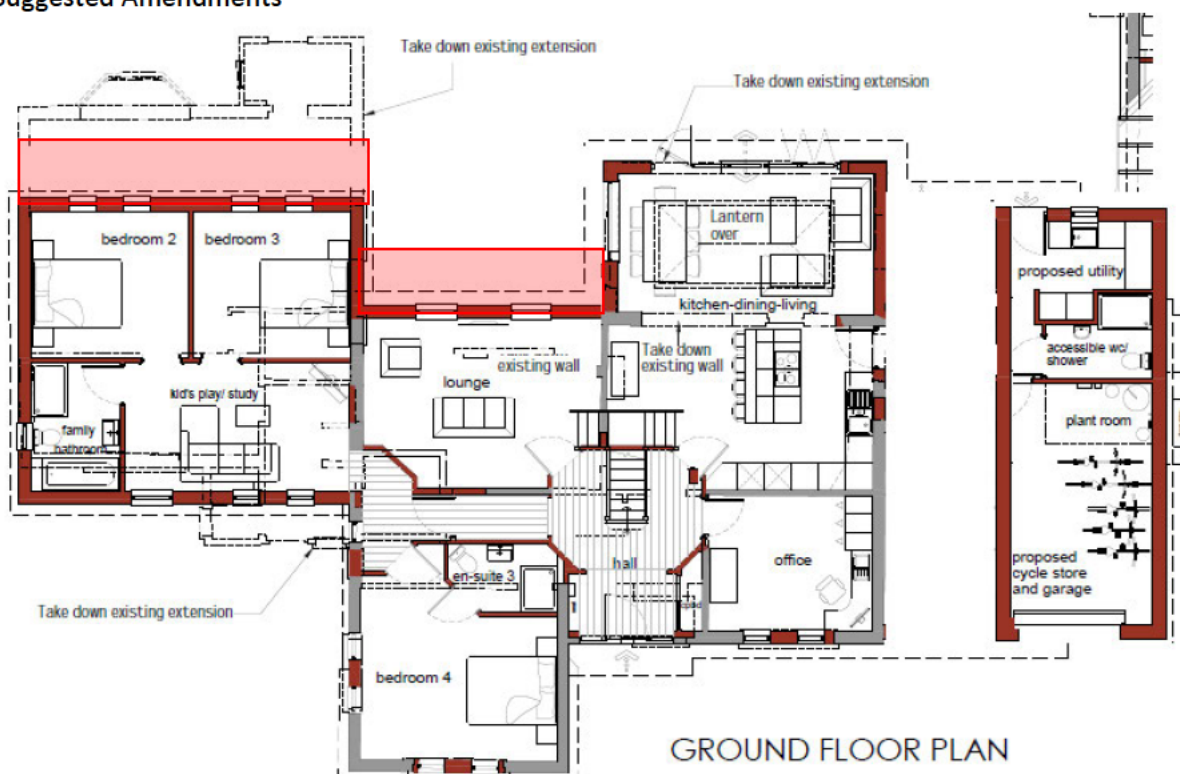 Suggested Amendments
Take down existing extension
Take down existing extension
Lantern
over
bedroom 2
bedroom 3
proposed utility
kitchen-dining-living
accessible wc/
shower
existing wall
Take down
existing wall
lounge
kid's play/ study
plant room
family
bathroom
office
hall
en-suite 3
proposed
cycle store
and garage
Take down existing extension
bedroom 4
GROUND FLOOR PLAN